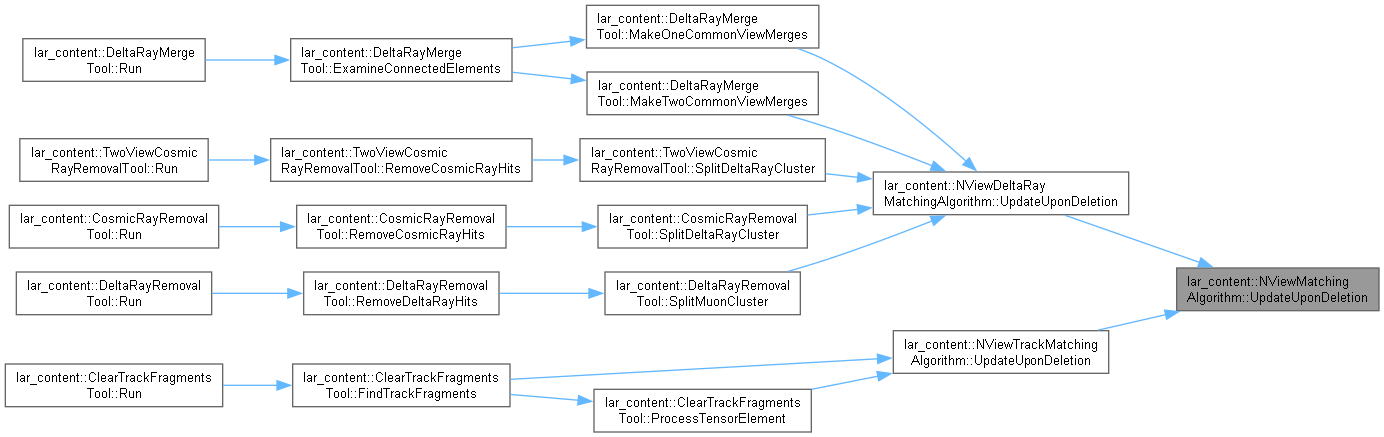 lar_content::DeltaRayMerge
Tool::Run
lar_content::DeltaRayMerge
Tool::ExamineConnectedElements
lar_content::DeltaRayMerge
Tool::MakeOneCommonViewMerges
lar_content::DeltaRayMerge
Tool::MakeTwoCommonViewMerges
lar_content::TwoViewCosmic
RayRemovalTool::Run
lar_content::TwoViewCosmic
RayRemovalTool::RemoveCosmicRayHits
lar_content::TwoViewCosmic
RayRemovalTool::SplitDeltaRayCluster
lar_content::NViewDeltaRay
MatchingAlgorithm::UpdateUponDeletion
lar_content::CosmicRayRemoval
Tool::Run
lar_content::CosmicRayRemoval
Tool::RemoveCosmicRayHits
lar_content::CosmicRayRemoval
Tool::SplitDeltaRayCluster
lar_content::DeltaRayRemoval
Tool::Run
lar_content::DeltaRayRemoval
Tool::RemoveDeltaRayHits
lar_content::DeltaRayRemoval
Tool::SplitMuonCluster
lar_content::NViewMatching
Algorithm::UpdateUponDeletion
lar_content::NViewTrackMatching
Algorithm::UpdateUponDeletion
lar_content::ClearTrackFragments
Tool::Run
lar_content::ClearTrackFragments
Tool::FindTrackFragments
lar_content::ClearTrackFragments
Tool::ProcessTensorElement